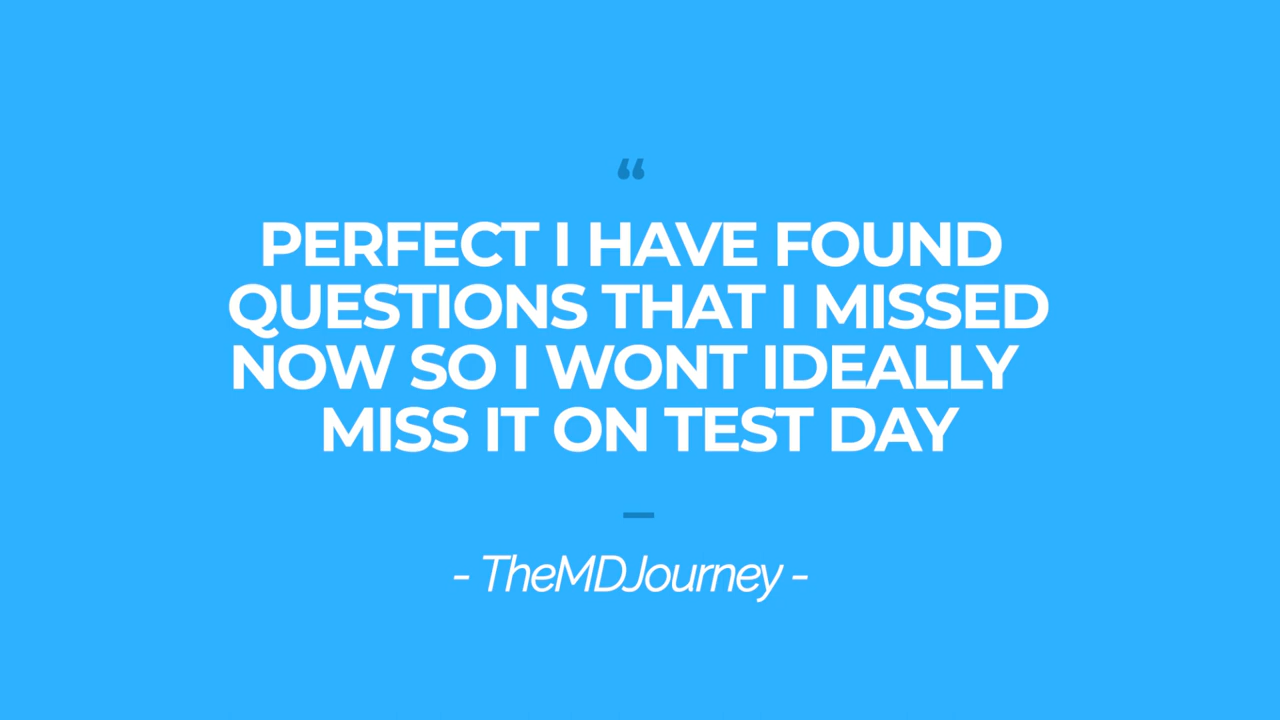 “
PERFECT I HAVE FOUND
QUESTIONS THAT I MISSED
NOW SO I WONT IDEALLY
MISS IT ON TEST DAY
- TheMDJourney -